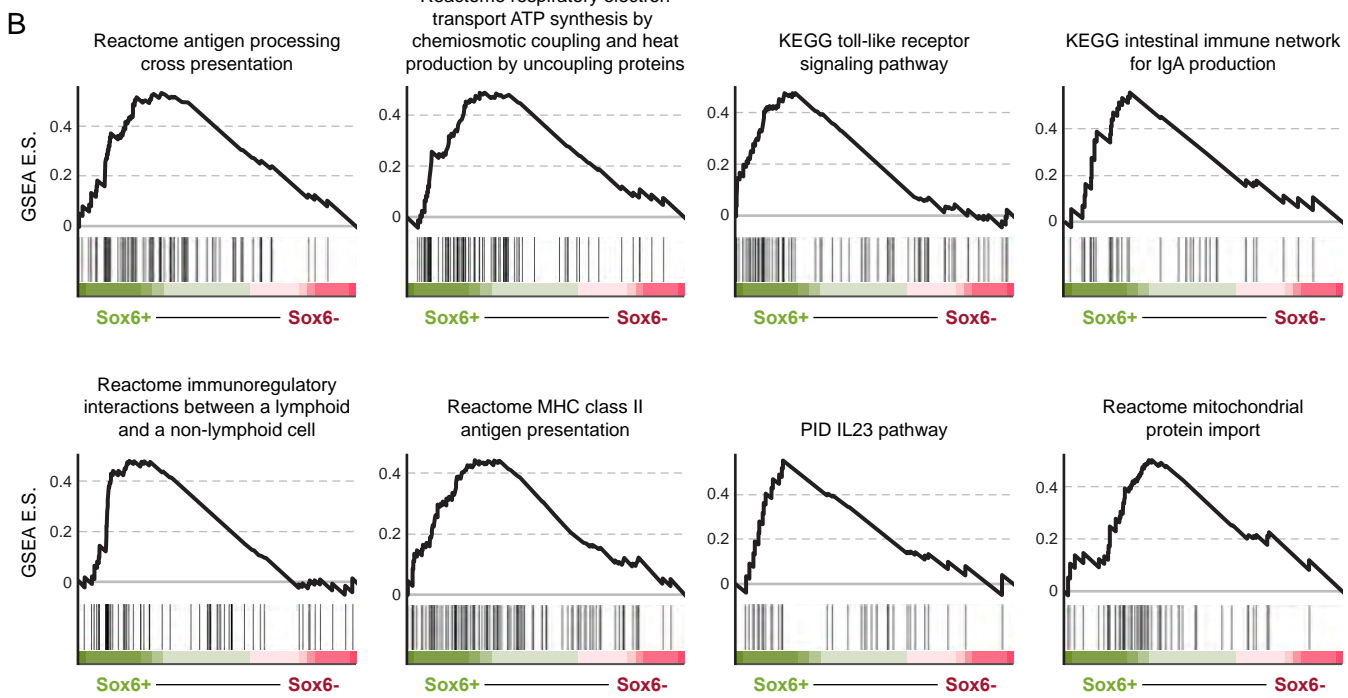 B
Reactome antigen processing
cross presentation
transport ATP synthesis by
chemiosmotic coupling and heat
production by uncoupling proteins
KEGG toll-like receptor
signaling pathway
KEGG intestinal immune network
for IgA production
GSEA E.S.
0.4
0.2
0
0.4
0.2
0
0.4
0.2
0
0.4
0.2
0
Sox6+ Sox6-
Sox6+ Sox6-
Sox6+ Sox6-
Sox6+ Sox6-
Reactome immunoregulatory
interactions between a lymphoid
and a non-lymphoid cell
Reactome MHC class II
antigen presentation
PID IL23 pathway
Reactome mitochondrial
protein import
GSEA E.S.
0.4
0.2
0
0.4
0.2
0
0.4
0.2
0
0.4
0.2
0
Sox6+ Sox6-
Sox6+ Sox6-
Sox6+ Sox6-
Sox6+ Sox6-